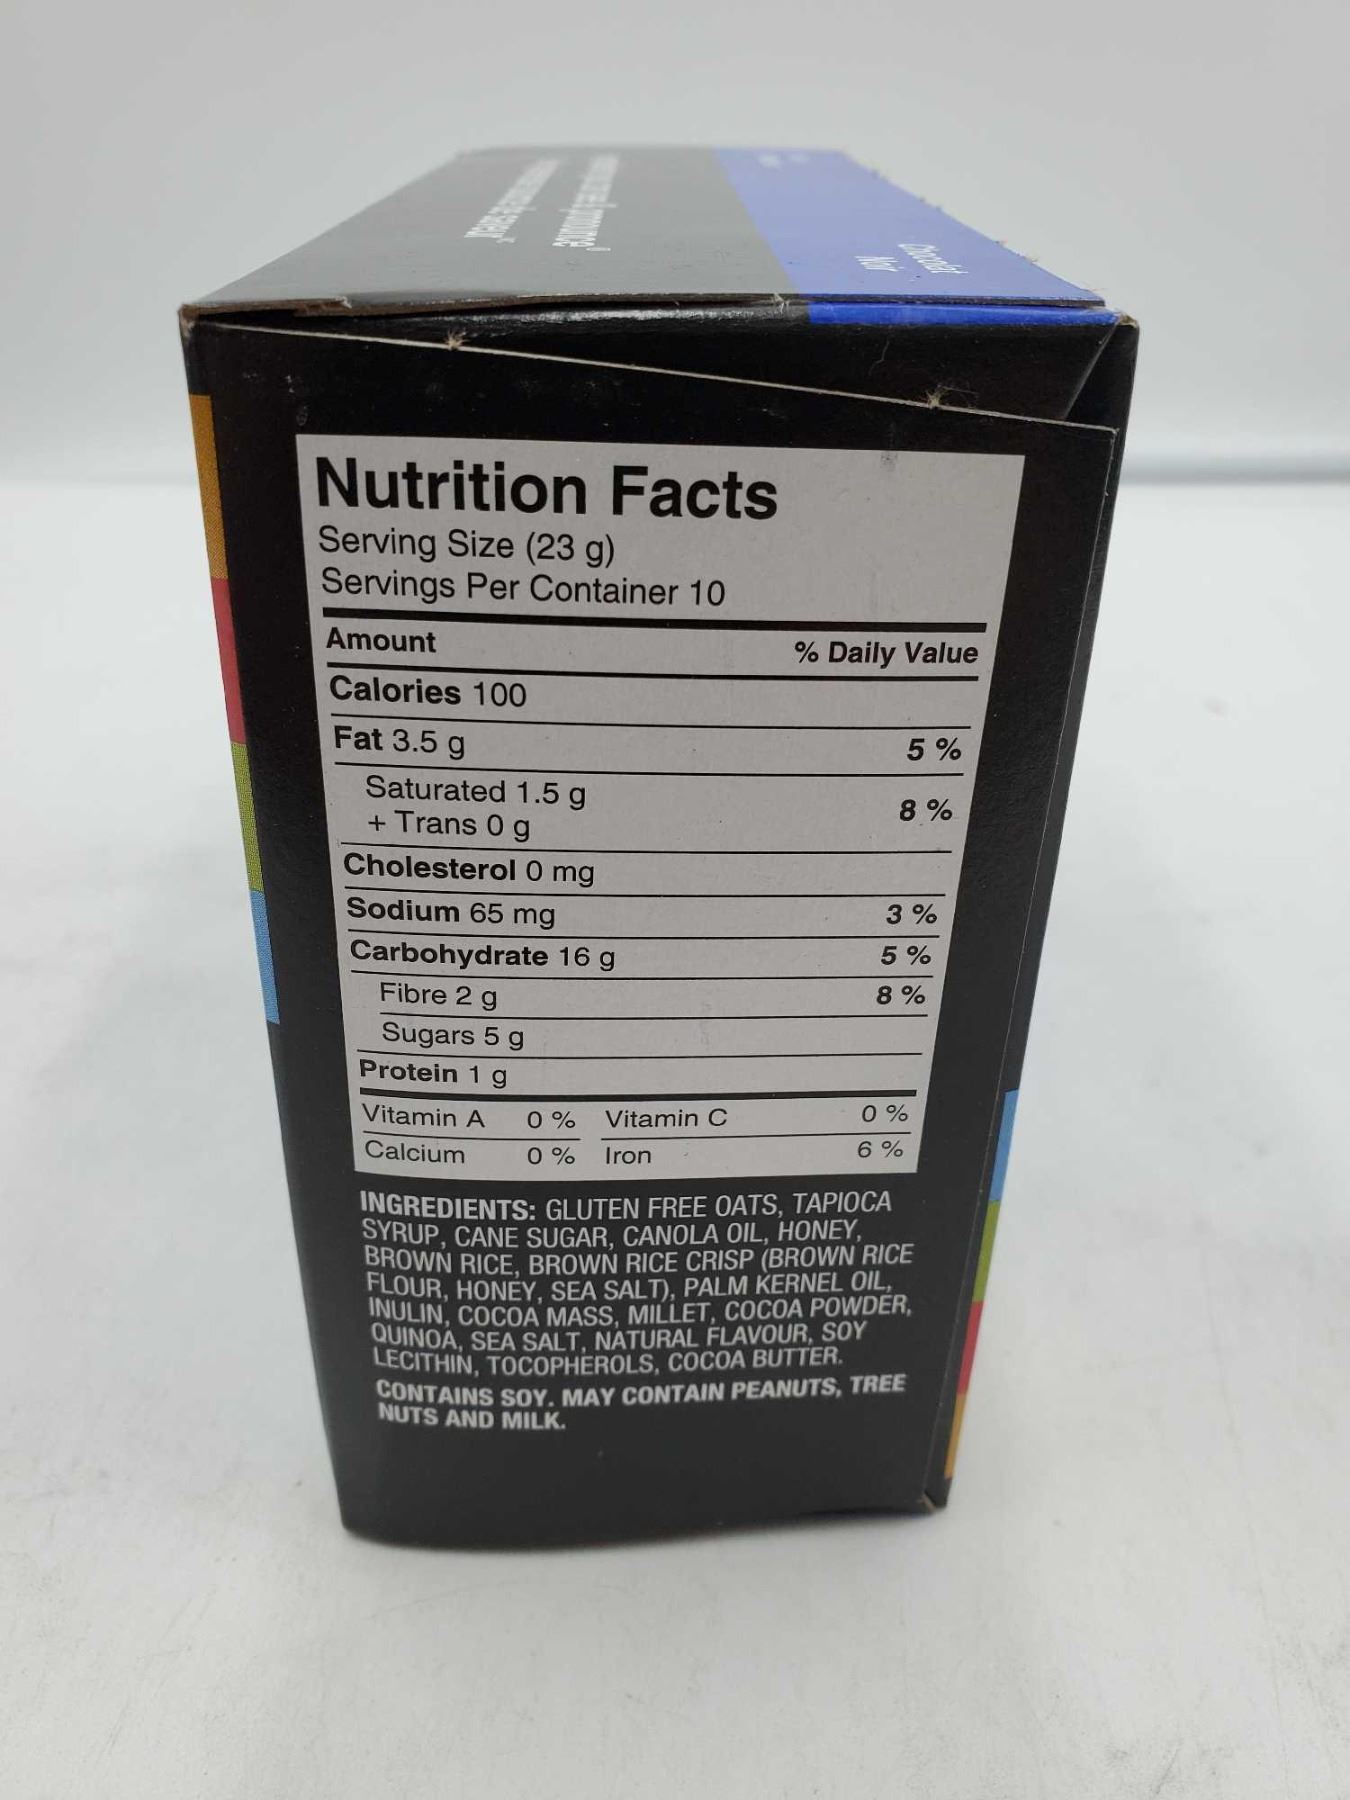 Chocolat
Noir
Nutrition Facts
Serving Size (23 g)
Servings Per Container 10
Amount % Daily Value
Calories 100
Fat 3.5 g 5 %
Saturated 1.5 g
+ Trans 0 g 8 %
Cholesterol 0 mg
Sodium 65 mg 3 %
Carbohydrate 16 g 5 %
Fibre 2 g 8 %
Sugars 5 g
Protein 1 g
Vitamin A 0 % Vitamin C 0 %
Calcium 0 % Iron 6 %
INGREDIENTS: GLUTEN FREE OATS, TAPIOCA
SYRUP, CANE SUGAR, CANOLA OIL, HONEY,
BROWN RICE, BROWN RICE CRISP (BROWN RICE
FLOUR, HONEY, SEA SALT), PALM KERNEL OIL,
INULIN, COCOA MASS, MILLET, COCOA POWDER,
QUINOA, SEA SALT, NATURAL FLAVOUR, SOY
LECITHIN, TOCOPHEROLS, COCOA BUTTER.
CONTAINS SOY. MAY CONTAIN PEANUTS, TREE
NUTS AND MILK.